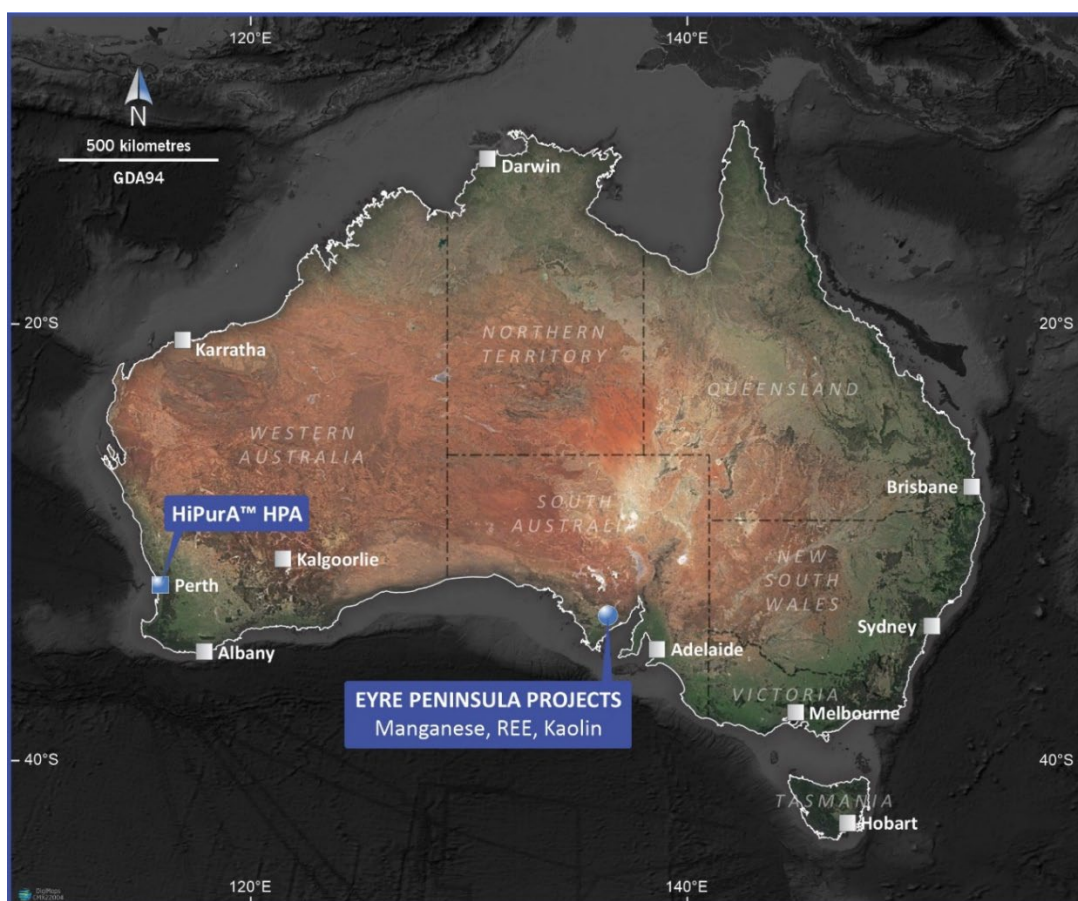 120°E
140°E
N
500 kilometres
GDA94
Darwin
20°S
20°S
Karratha
NORTHERN
TERRITORY
QUEENSLAND
WESTERN
AUSTRALIA
Brisbane
SOUTH
AUSTRALIA
HiPurA™ HPA
Kalgoorlie
NEW
SOUTH
WALES
Perth
Sydney
Albany
Adelaide
EYRE PENINSULA PROJECTS
Manganese, REE, Kaolin
VICTORIA
Melbourne
40°S
40°S
TASMANIA
Hobart
120°E
140°E
DigiMaps